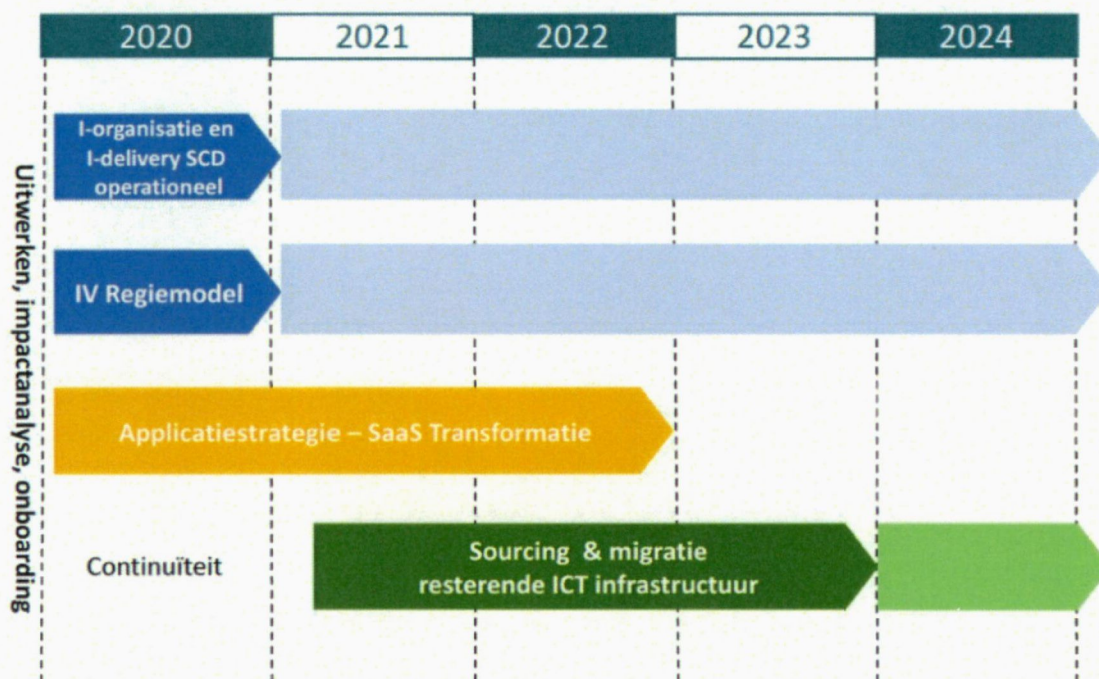 2020
2021
2022
2023
2024
Uitwerken, impactanalyse, onboarding
I-organisatie en
I-delivery SCD
operationeel
IV Regiemodel
Applicatiestrategie – SaaS Transformatie
Continuïteit
Sourcing & migratie
resterende ICT infrastructuur